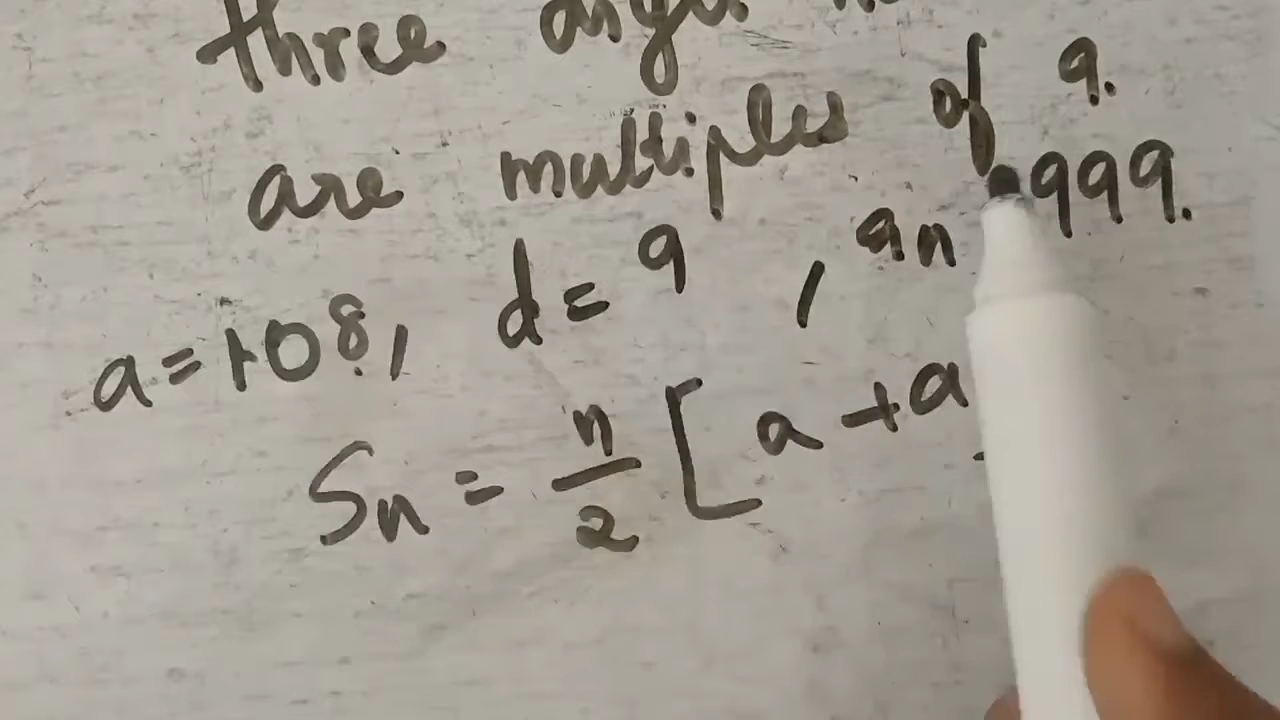 three
are multiples of 9.
a=108, d=9 , an 999.
Sn = n/2 [a+a